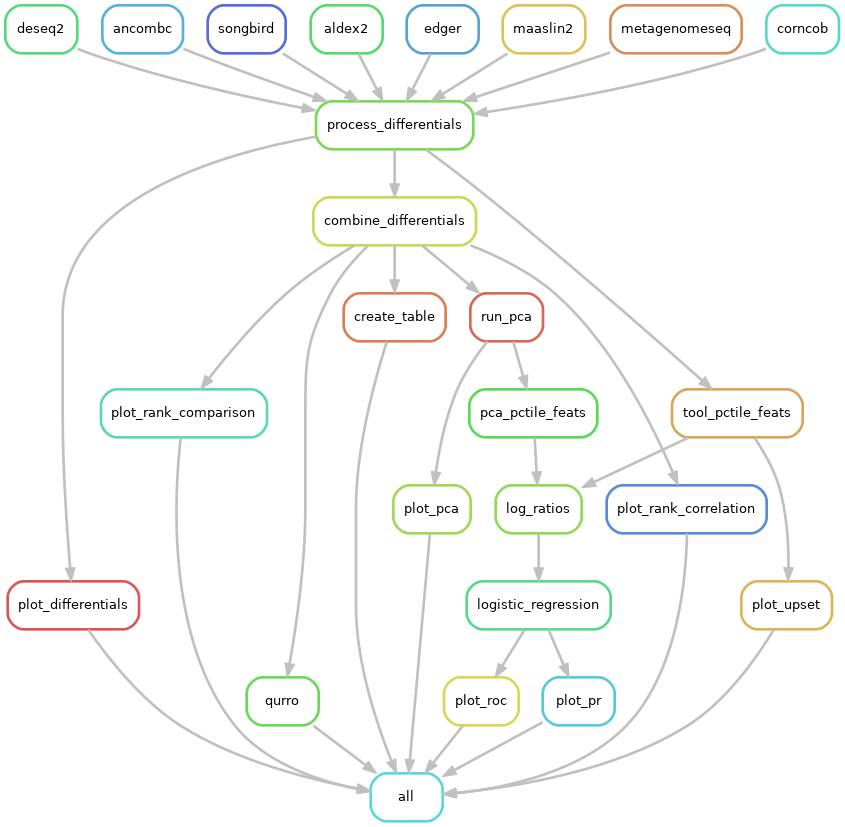 deseq2
ancombc
songbird
aldex2
edger
maaslin2
metagenomeseq
corncob
process_differentials
combine_differentials
create_table
run_pca
plot_rank_comparison
pca_pctile_feats
tool_pctile_feats
plot_pca
log_ratios
plot_rank_correlation
plot_differentials
logistic_regression
plot_upset
qurro
plot_roc
plot_pr
all